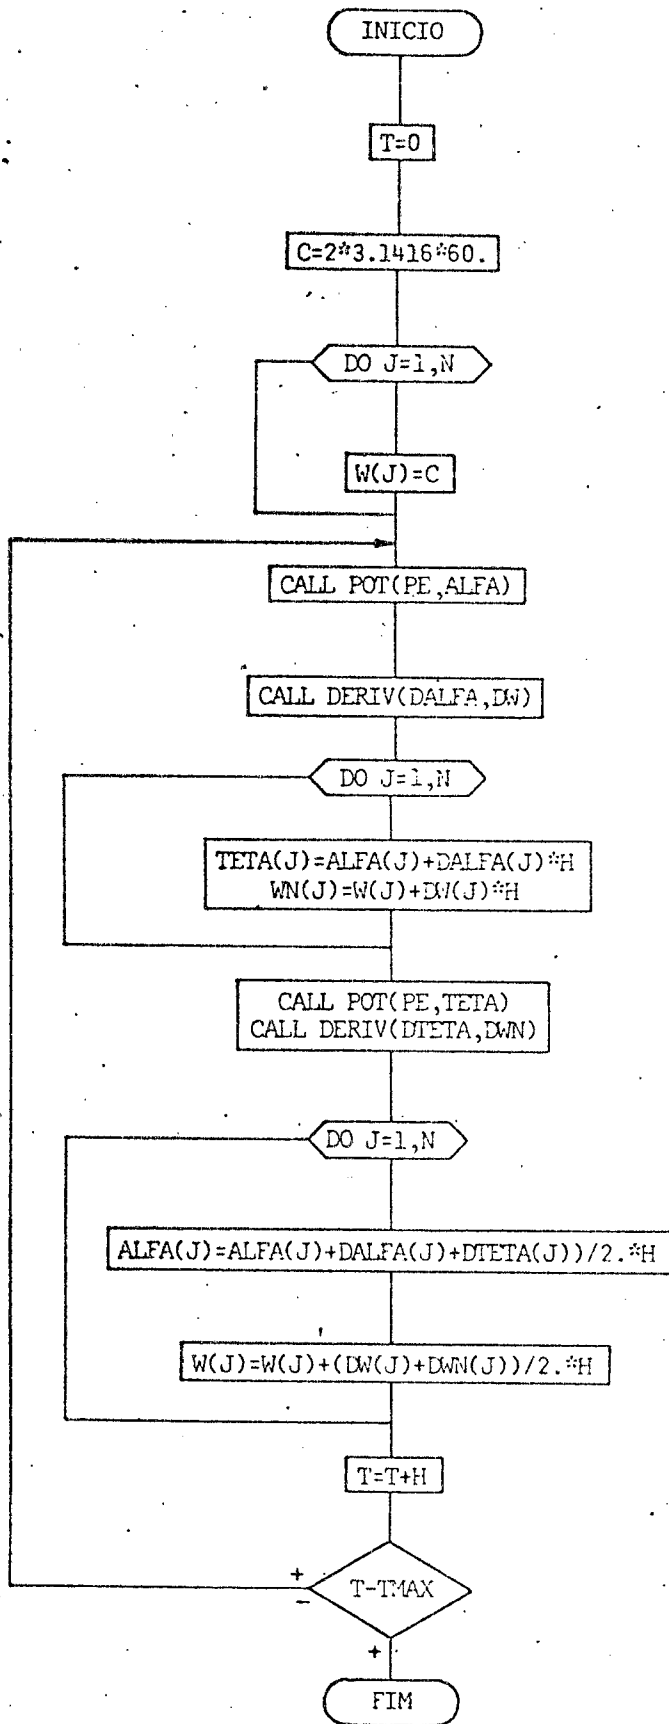 INICIO
T=0
C=2*3.1416*60.
DO J=1,N
W(J)=C
CALL POT(PE,ALFA)
CALL DERIV(DALFA,DW)
DO J=1,N
TETA(J)=ALFA(J)+DALFA(J)*H
WN(J)=W(J)+DW(J)*H
CALL POT(PE,TETA)
CALL DERIV(DTETA,DWN)
DO J=1,N
ALFA(J)=ALFA(J)+DALFA(J)+DTETA(J))/2.*H
W(J)=W(J)+(DW(J)+DWN(J))/2.*H
T=T+H
+
-
T-TMAX
+
FIM